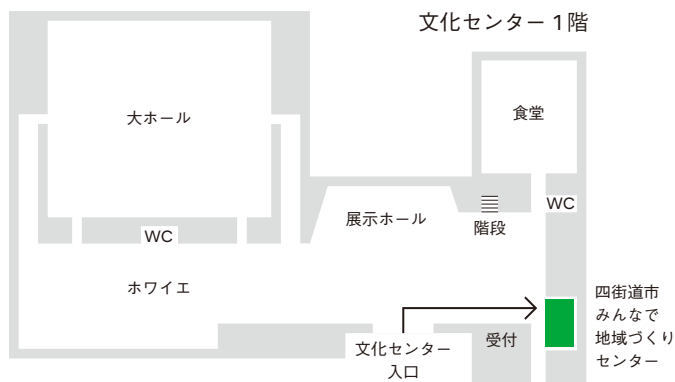 文化センター 1階
大ホール
食堂
WC
展示ホール
階段
WC
ホワイエ
四街道市
みんなで
地域づくり
センター
受付
文化センター
入口